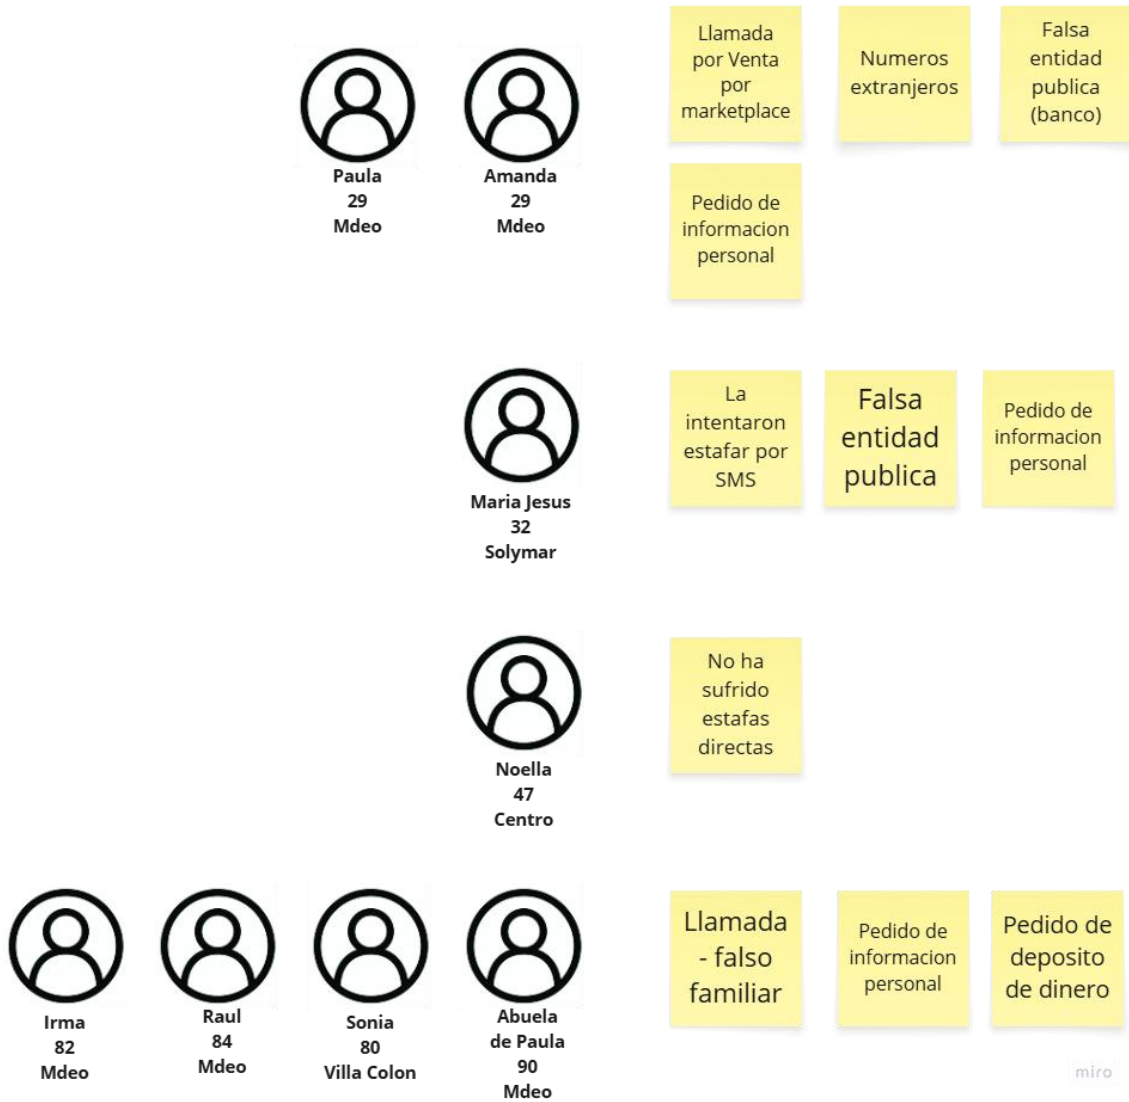 Paula
29
Mdeo
Amanda
29
Mdeo
Llamada
por Venta
por
marketplace
Numeros
extranjeros
Falsa
entidad
publica
(banco)
Pedido de
informacion
personal
Maria Jesus
32
Solymar
La
intentaron
estafar por
SMS
Falsa
entidad
publica
Pedido de
informacion
personal
Noella
47
Centro
No ha
sufrido
estafas
directas
Irma
82
Mdeo
Raul
84
Mdeo
Sonia
80
Villa Colon
Abuela
de Paula
90
Mdeo
Llamada
- falso
familiar
Pedido de
informacion
personal
Pedido de
deposito
de dinero
miro